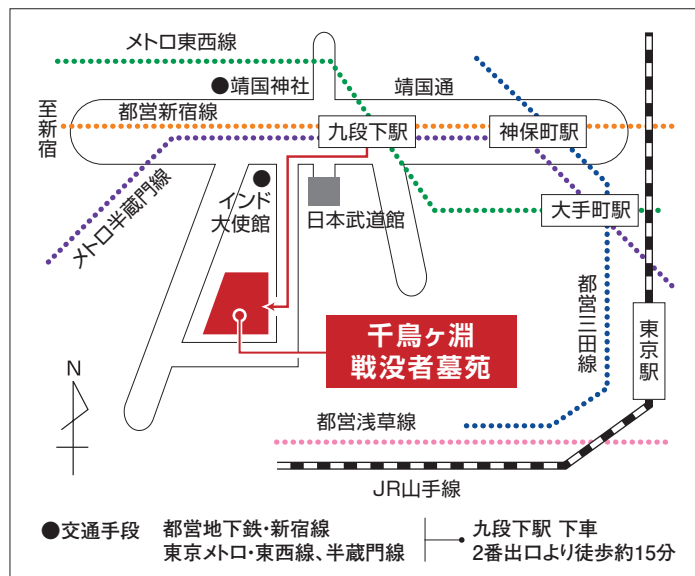 メトロ東西線
●靖国神社
靖国通
至新宿
都営新宿線
九段下駅
神保町駅
インド
大使館
日本武道館
メトロ半蔵門線
大手町駅
千鳥ヶ淵
戦没者墓苑
都営三田線
東京駅
N
都営浅草線
JR山手線
●交通手段
都営地下鉄・新宿線
東京メトロ・東西線、半蔵門線
九段下駅 下車
2番出口より徒歩約15分